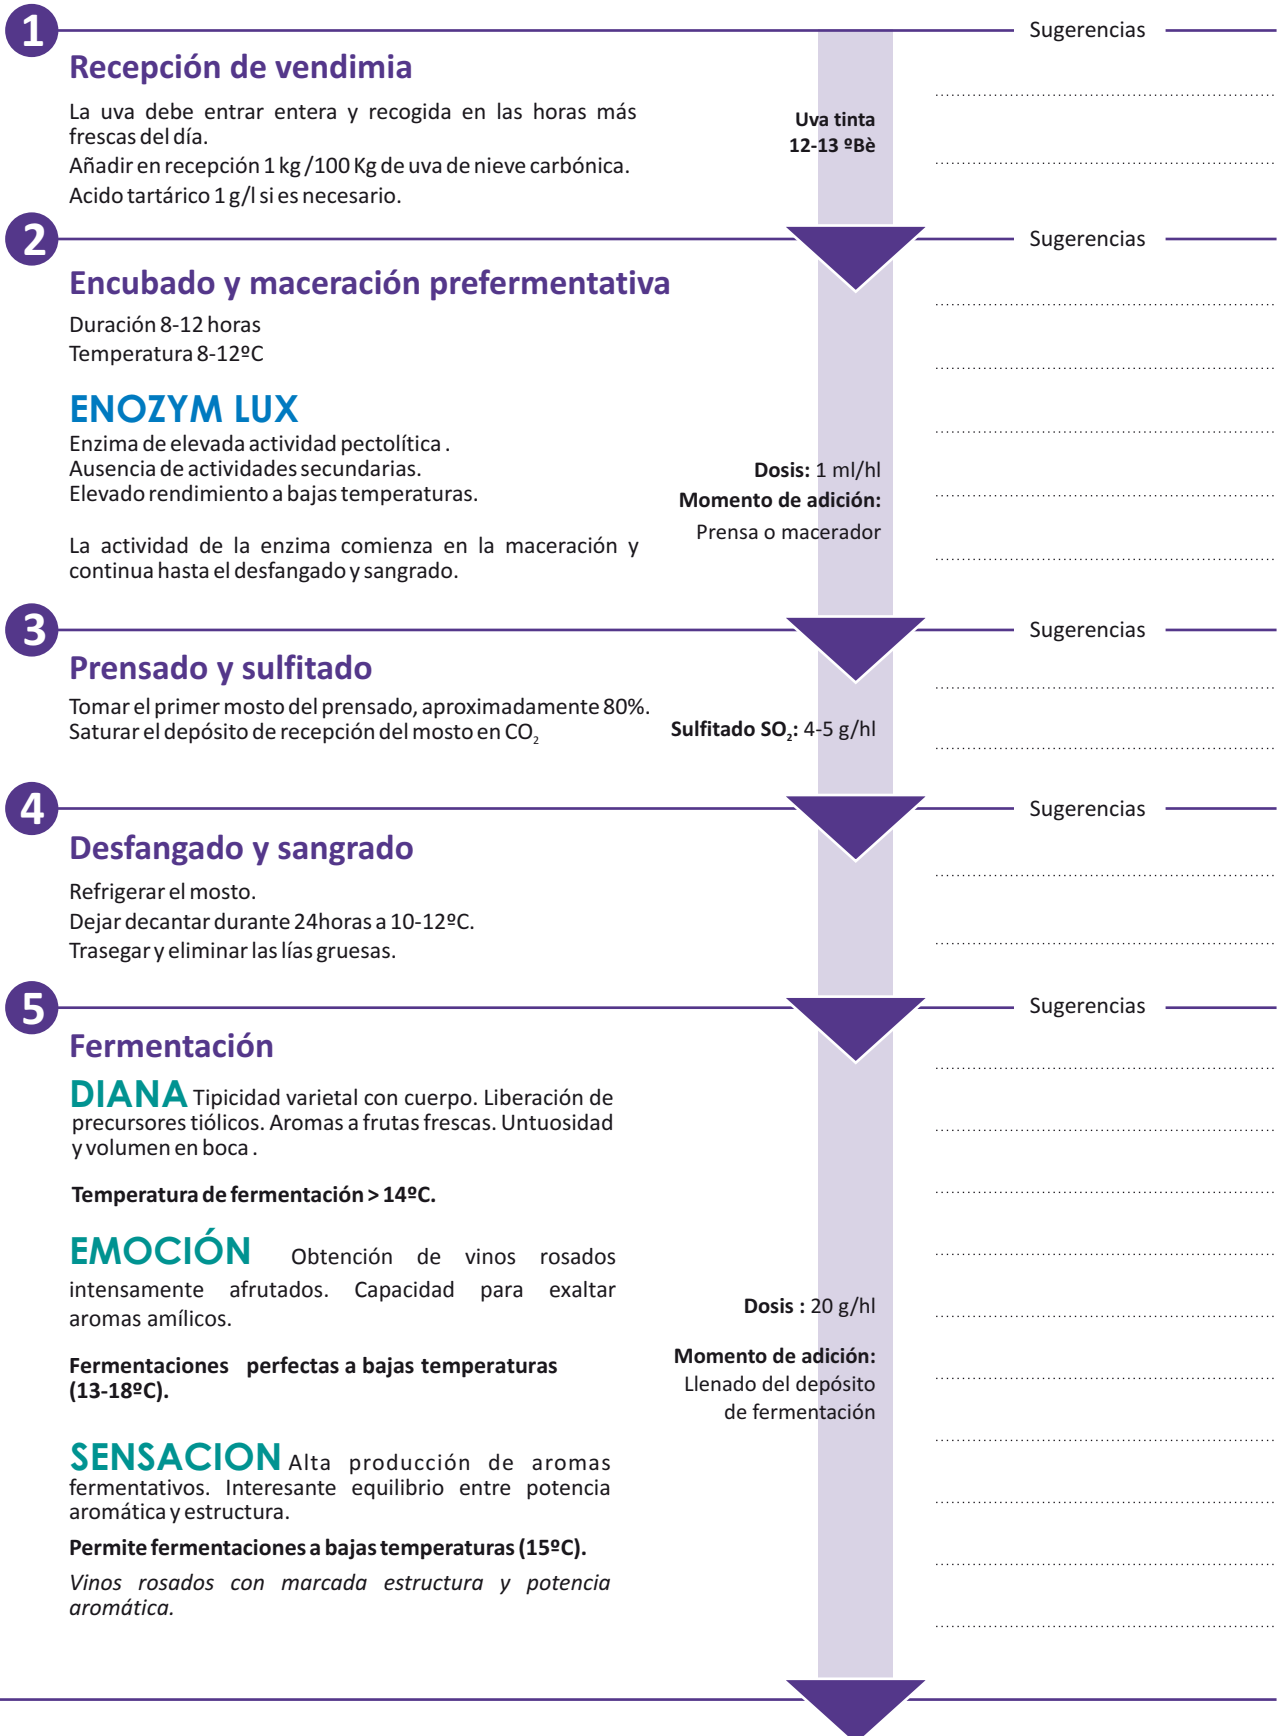 1
Sugerencias
Recepción de vendimia
La uva debe entrar entera y recogida en las horas más
frescas del día.
Añadir en recepción 1 kg /100 Kg de uva de nieve carbónica.
Acido tartárico 1 g/l si es necesario.
Uva tinta
12-13 ºBè
2
Sugerencias
Encubado y maceración prefermentativa
Duración 8-12 horas
Temperatura 8-12ºC
ENOZYM LUX
Enzima de elevada actividad pectolítica .
Ausencia de actividades secundarias.
Elevado rendimiento a bajas temperaturas.
La actividad de la enzima comienza en la maceración y
continua hasta el desfangado y sangrado.
Dosis: 1 ml/hl
Momento de adición:
Prensa o macerador
3
Sugerencias
Prensado y sulfitado
Tomar el primer mosto del prensado, aproximadamente 80%.
Saturar el depósito de recepción del mosto en CO₂
Sulfitado SO₂: 4-5 g/hl
4
Sugerencias
Desfangado y sangrado
Refrigerar el mosto.
Dejar decantar durante 24horas a 10-12ºC.
Trasegar y eliminar las lías gruesas.
5
Sugerencias
Fermentación
DIANA Tipicidad varietal con cuerpo. Liberación de
precursores tiólicos. Aromas a frutas frescas. Untuosidad
y volumen en boca .
Temperatura de fermentación > 14ºC.
EMOCIÓN Obtención de vinos rosados
intensamente afrutados. Capacidad para exaltar
aromas amílicos.
Fermentaciones perfectas a bajas temperaturas
(13-18ºC).
Dosis : 20 g/hl
Momento de adición:
Llenado del depósito
de fermentación
SENSACION Alta producción de aromas
fermentativos. Interesante equilibrio entre potencia
aromática y estructura.
Permite fermentaciones a bajas temperaturas (15ºC).
Vinos rosados con marcada estructura y potencia
aromática.